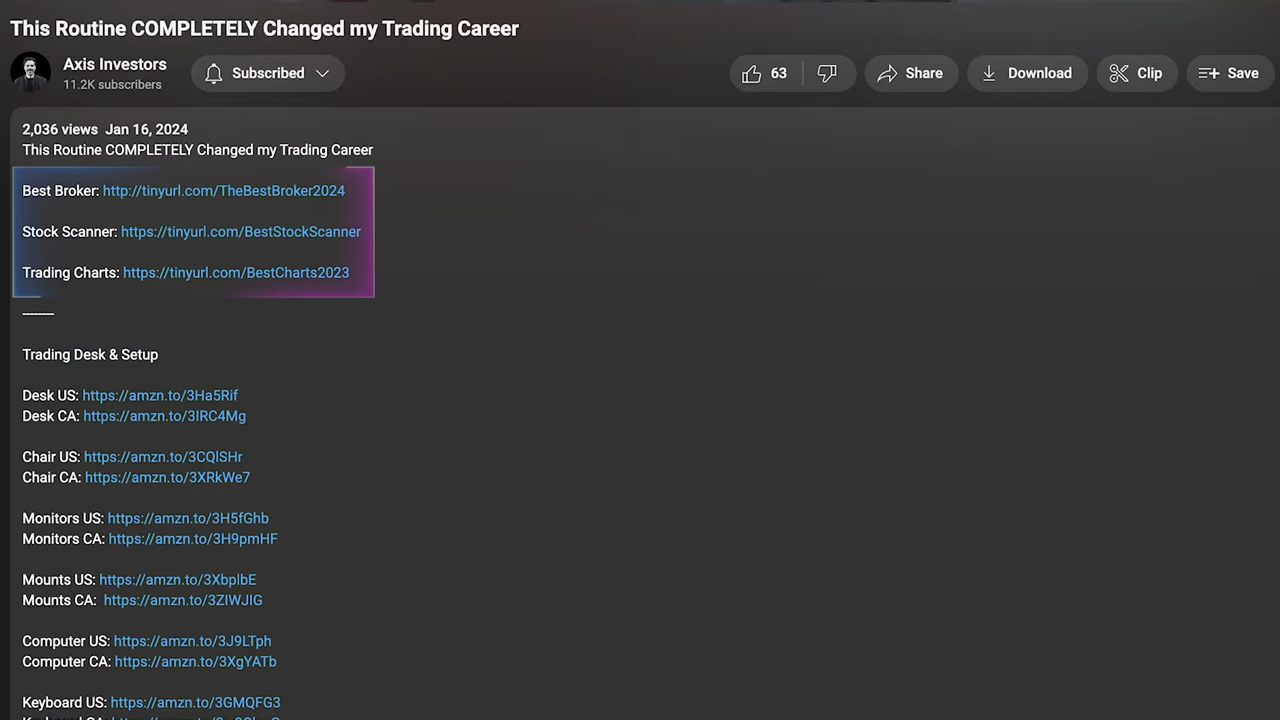 This Routine COMPLETELY Changed my Trading Career
Axis Investors
11.2K subscribers
Subscribed
63
Share
Download
Clip
Save
2,036 views Jan 16, 2024
This Routine COMPLETELY Changed my Trading Career
Best Broker: http://tinyurl.com/TheBestBroker2024
Stock Scanner: https://tinyurl.com/BestStockScanner
Trading Charts: https://tinyurl.com/BestCharts2023
--------
Trading Desk & Setup
Desk US: https://amzn.to/3Ha5Rif
Desk CA: https://amzn.to/3IRC4Mg
Chair US: https://amzn.to/3CQlSHr
Chair CA: https://amzn.to/3XRkWe7
Monitors US: https://amzn.to/3H5fGhb
Monitors CA: https://amzn.to/3H9pmHF
Mounts US: https://amzn.to/3XbplbE
Mounts CA: https://amzn.to/3ZIWJIG
Computer US: https://amzn.to/3J9LTph
Computer CA: https://amzn.to/3XgYATb
Keyboard US: https://amzn.to/3GMQFG3